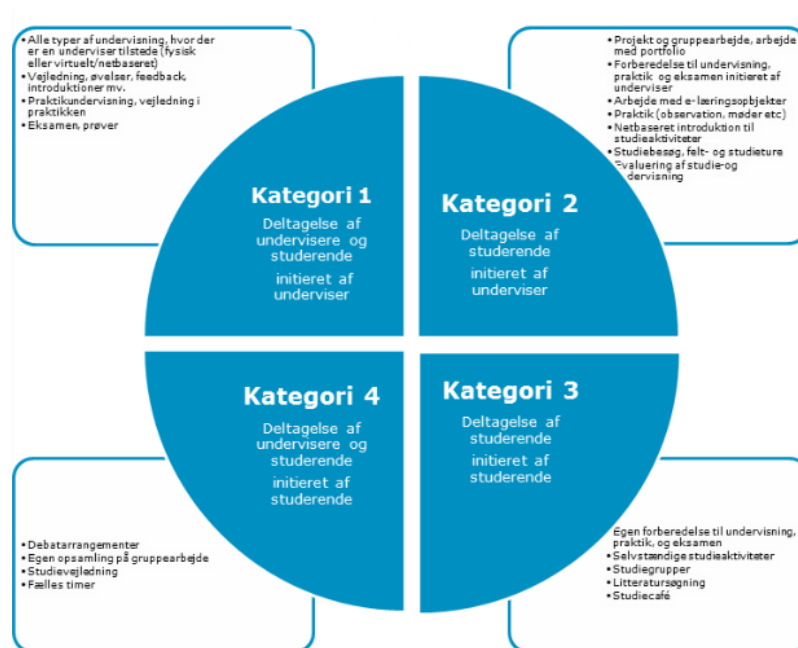 • Alle typer af undervisning, hvor der
er en underviser tilstede (fysisk
eller virtuelt/netbaseret)
• Vejledning, øvelser, feedback,
introduktioner mv.
• Praktikundervisning, vejledning i
praktikken
• Eksamen, prøver
• Projekt og gruppearbejde, arbejde
med portfolio
• Forberedelse til undervisning,
praktik og eksamen initieret af
underviser
• Arbejde med e-læringsobjekter
• Praktik (observation, møder etc)
• Netbaseret introduktion til
studieaktiviteter
• Studiebesøg, felt- og studieture
Evaluering af studie-og
ndervisning
Kategori 1
Deltagelse af
undervisere og
studerende
initieret af
underviser
Kategori 2
Deltagelse af
studerende
initieret af
underviser
Kategori 4
Deltagelse af
undervisere og
studerende
initieret af
studerende
Kategori 3
Deltagelse af
studerende
initieret af
studerende
• Debatarrangementer
• Egen opsamling på gruppearbejde
• Studievejledning
• Fælles timer
Egen forberedelse til undervisning,
praktik, og eksamen
• Selvstændige studieaktiviteter
• Studiegrupper
• Litteratursøgning
• Studiecafé